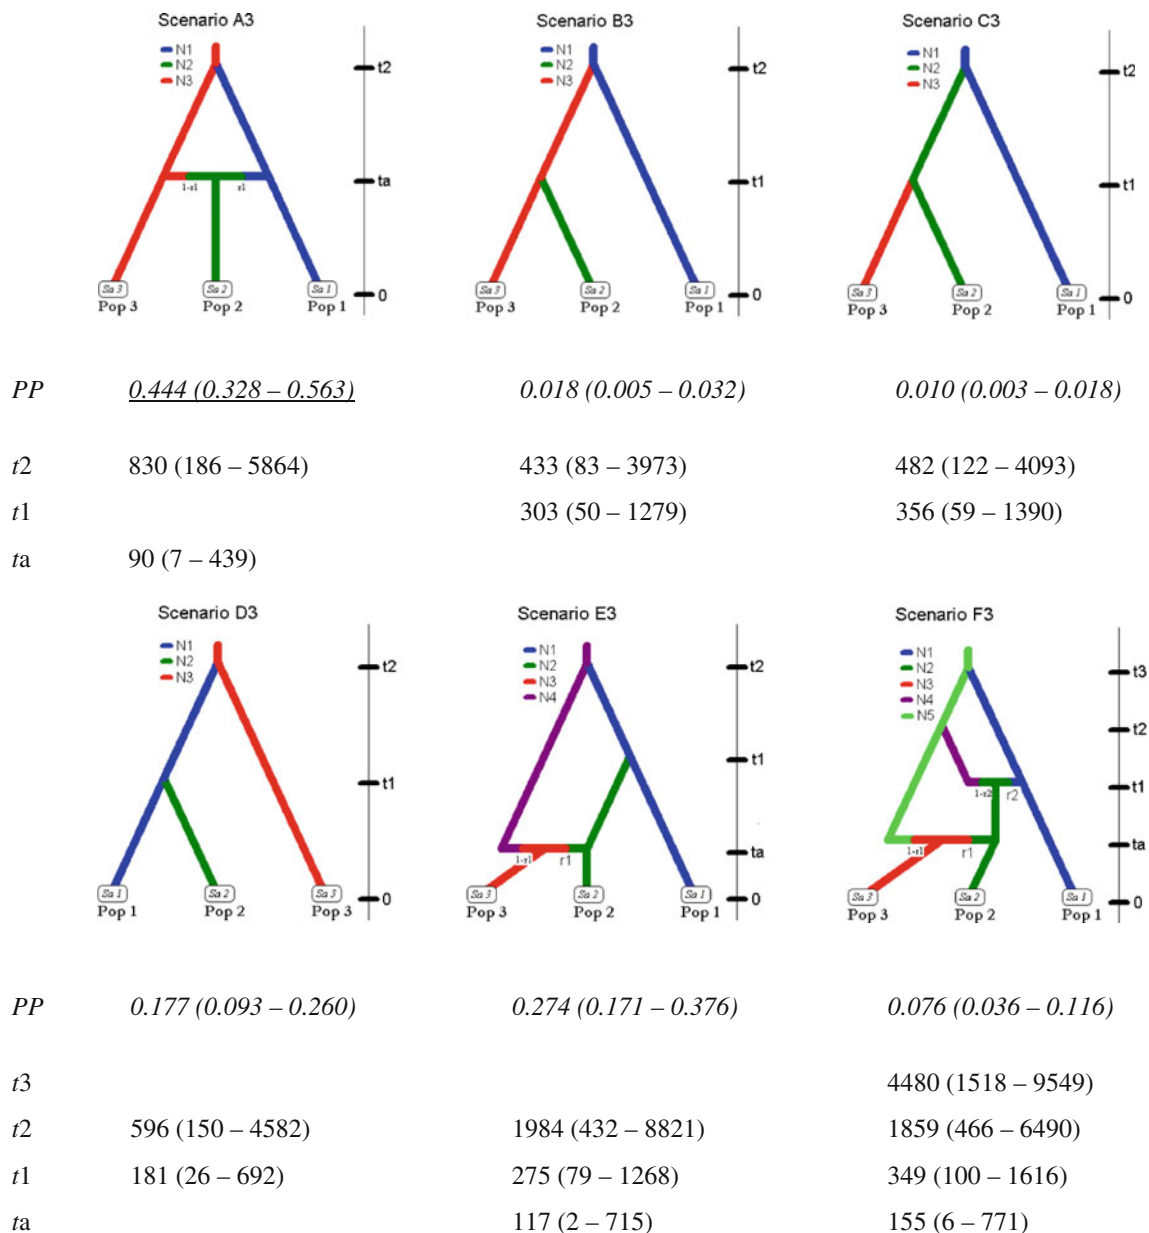 Scenario A3
N1
N2
N3
t2
ta
0
1-r1
r1
Sa 3
Sa 2
Sa 1
Pop 3
Pop 2
Pop 1
Scenario B3
N1
N2
N3
t2
t1
0
Sa 3
Sa 2
Sa 1
Pop 3
Pop 2
Pop 1
Scenario C3
N1
N2
N3
t2
t1
0
Sa 3
Sa 2
Sa 1
Pop 3
Pop 2
Pop 1
PP 0.444 (0.328 – 0.563) 0.018 (0.005 – 0.032) 0.010 (0.003 – 0.018)
t2 830 (186 – 5864) 433 (83 – 3973) 482 (122 – 4093)
t1 303 (50 – 1279) 356 (59 – 1390)
ta 90 (7 – 439)
Scenario D3
N1
N2
N3
t2
t1
0
Sa 1
Sa 2
Sa 3
Pop 1
Pop 2
Pop 3
Scenario E3
N1
N2
N3
N4
t2
t1
ta
0
1-r1
r1
Sa 3
Sa 2
Sa 1
Pop 3
Pop 2
Pop 1
Scenario F3
N1
N2
N3
N4
N5
t3
t2
t1
ta
0
1-r2
r2
1-r1
r1
Sa 3
Sa 2
Sa 1
Pop 3
Pop 2
Pop 1
PP 0.177 (0.093 – 0.260) 0.274 (0.171 – 0.376) 0.076 (0.036 – 0.116)
t3 4480 (1518 – 9549)
t2 596 (150 – 4582) 1984 (432 – 8821) 1859 (466 – 6490)
t1 181 (26 – 692) 275 (79 – 1268) 349 (100 – 1616)
ta 117 (2 – 715) 155 (6 – 771)